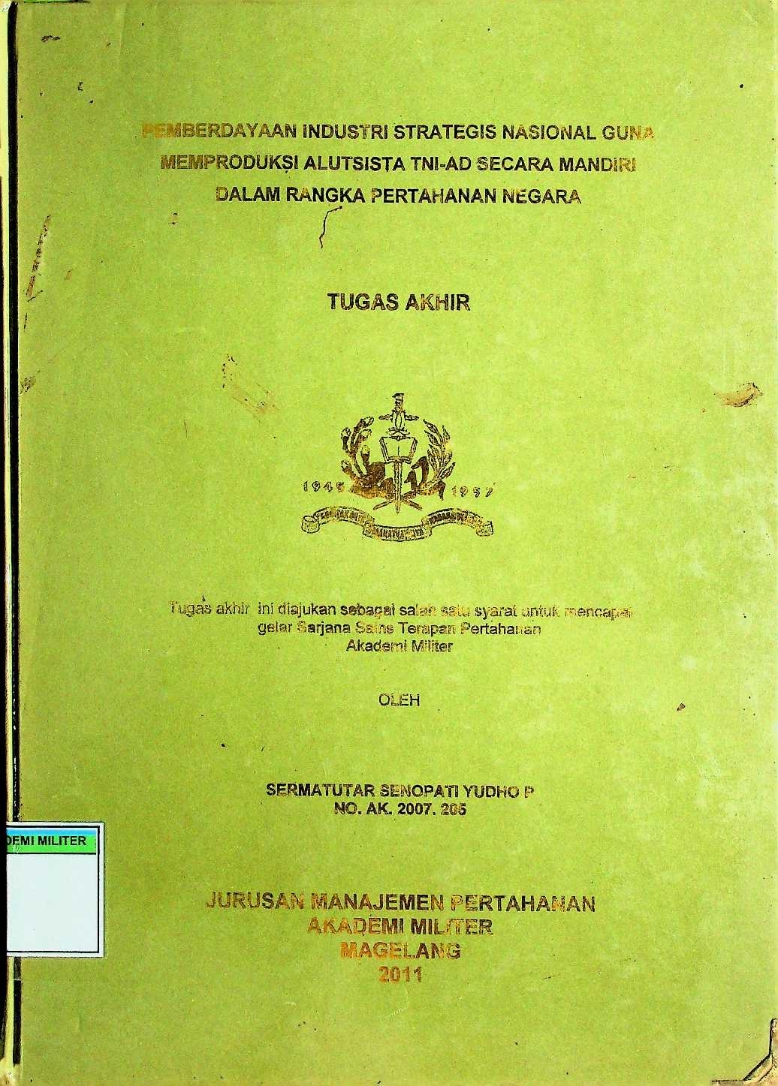 PEMBERDAYAAN INDUSTRI STRATEGIS NASIONAL GUNA
MEMPRODUKSI ALUTSISTA TNI-AD SECARA MANDIRI
DALAM RANGKA PERTAHANAN NEGARA
TUGAS AKHIR
1945 1957
Tugas akhir ini diajukan sebagai salah satu syarat untuk mencapai
gelar Sarjana Sains Terapan Pertahanan
Akademi Militer
OLEH
SERMATUTAR SENOPATI YUDHO P
NO. AK. 2007. 205
DEMI MILITER
JURUSAN MANAJEMEN PERTAHANAN
AKADEMI MILITER
MAGELANG
2011